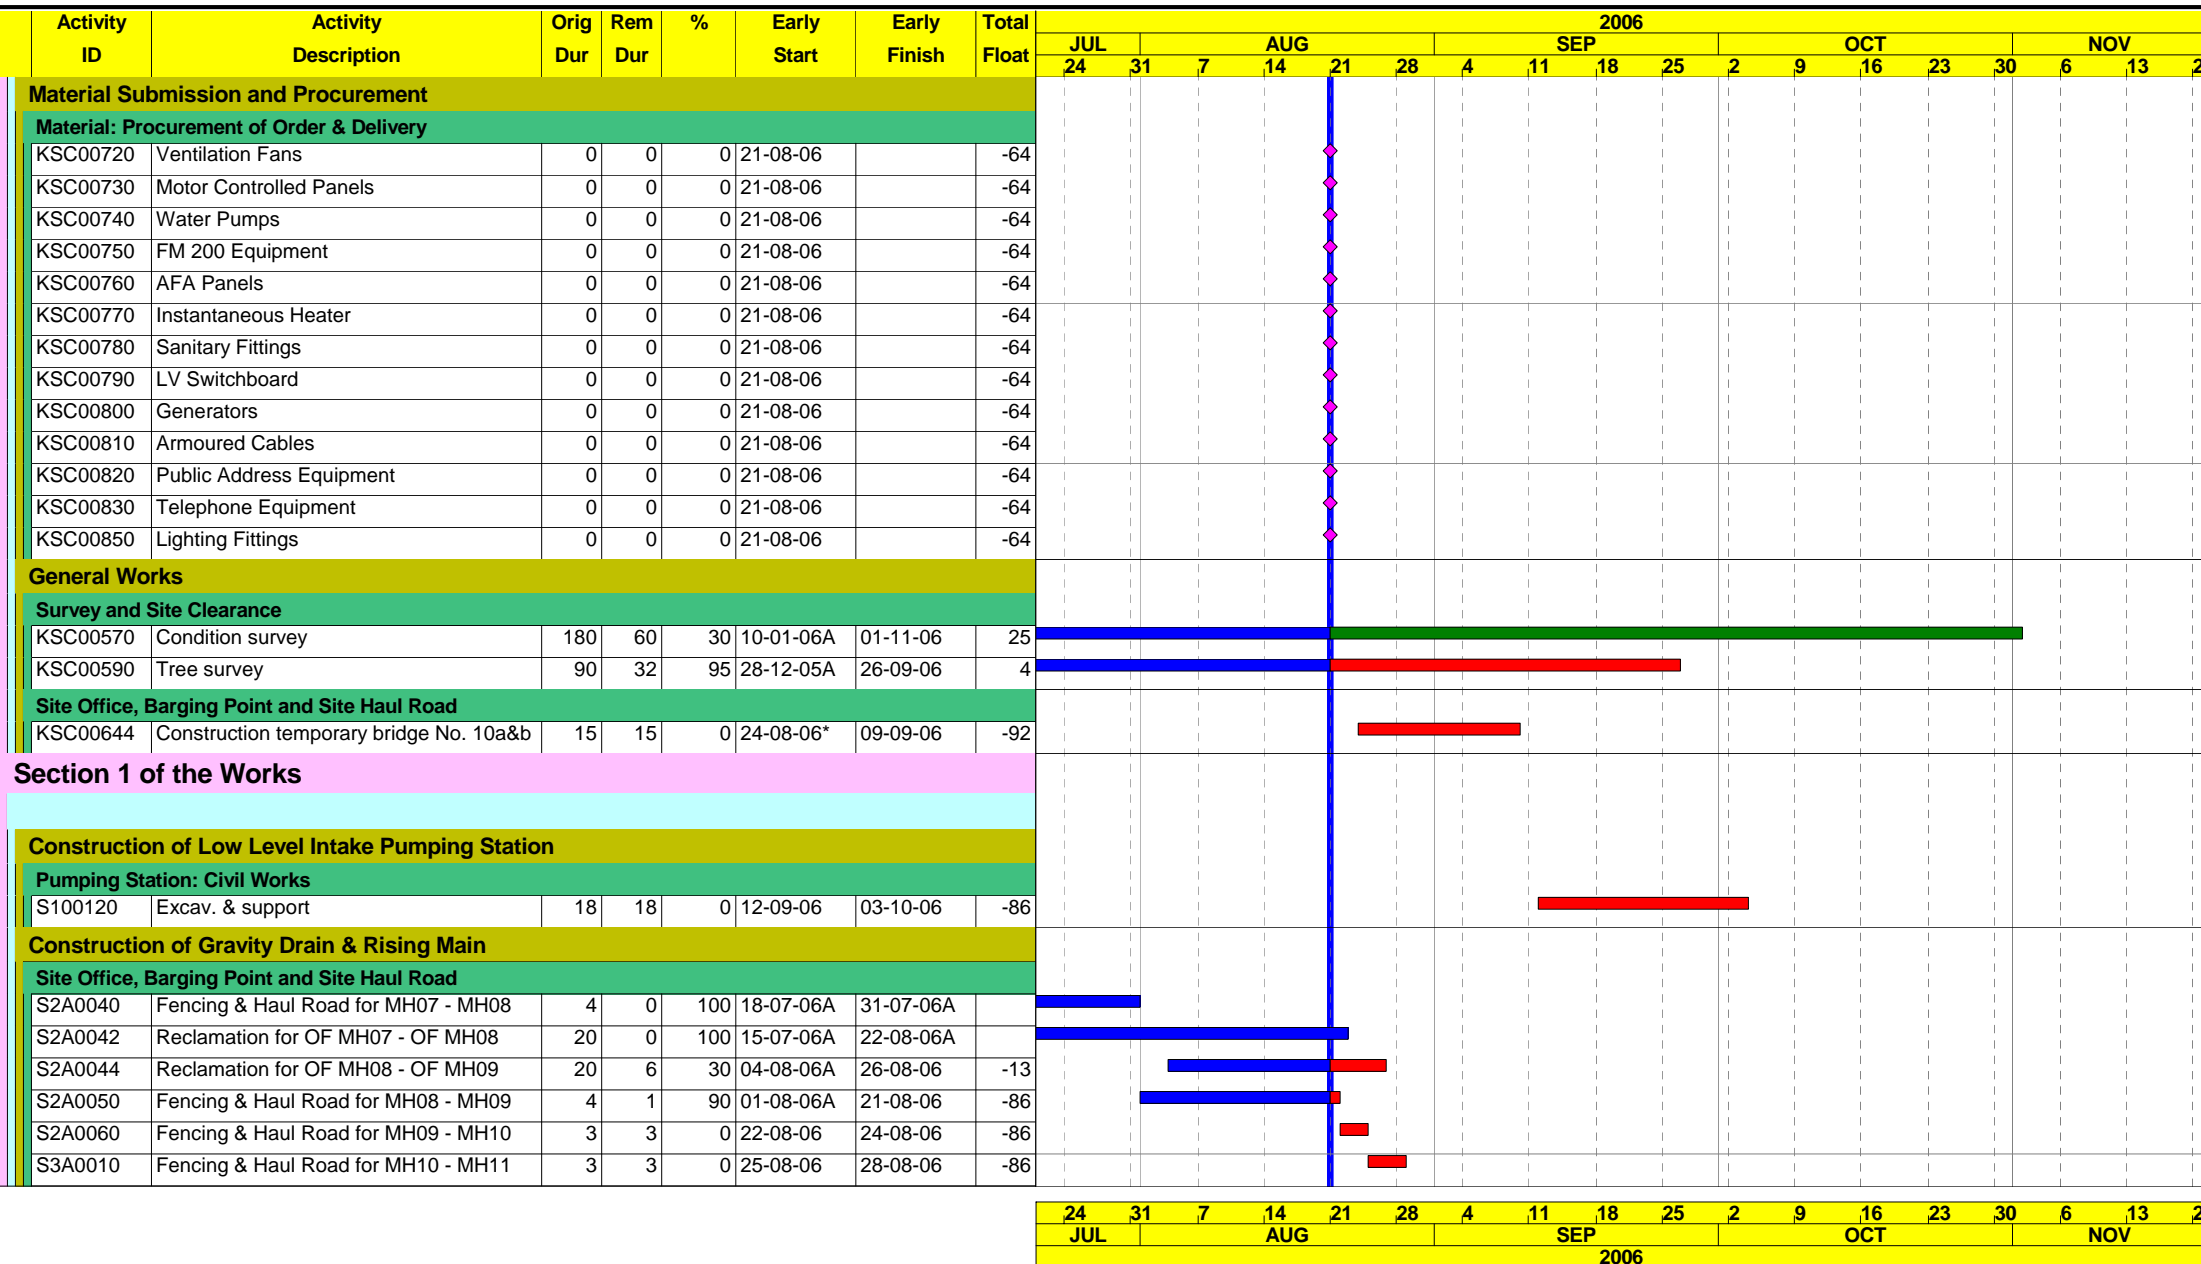 Activity Activity Orig Rem % Early Early Total 2006
ID Description Dur Dur Start Finish Float JUL AUG SEP OCT NOV
24 31 7 14 21 28 4 11 18 25 2 9 16 23 30 6 13 2
Material Submission and Procurement
Material: Procurement of Order & Delivery
KSC00720 Ventilation Fans 0 0 0 21-08-06 -64
KSC00730 Motor Controlled Panels 0 0 0 21-08-06 -64
KSC00740 Water Pumps 0 0 0 21-08-06 -64
KSC00750 FM 200 Equipment 0 0 0 21-08-06 -64
KSC00760 AFA Panels 0 0 0 21-08-06 -64
KSC00770 Instantaneous Heater 0 0 0 21-08-06 -64
KSC00780 Sanitary Fittings 0 0 0 21-08-06 -64
KSC00790 LV Switchboard 0 0 0 21-08-06 -64
KSC00800 Generators 0 0 0 21-08-06 -64
KSC00810 Armoured Cables 0 0 0 21-08-06 -64
KSC00820 Public Address Equipment 0 0 0 21-08-06 -64
KSC00830 Telephone Equipment 0 0 0 21-08-06 -64
KSC00850 Lighting Fittings 0 0 0 21-08-06 -64
General Works
Survey and Site Clearance
KSC00570 Condition survey 180 60 30 10-01-06A 01-11-06 25
KSC00590 Tree survey 90 32 95 28-12-05A 26-09-06 4
Site Office, Barging Point and Site Haul Road
KSC00644 Construction temporary bridge No. 10a&b 15 15 0 24-08-06* 09-09-06 -92
Section 1 of the Works
Construction of Low Level Intake Pumping Station
Pumping Station: Civil Works
S100120 Excav. & support 18 18 0 12-09-06 03-10-06 -86
Construction of Gravity Drain & Rising Main
Site Office, Barging Point and Site Haul Road
S2A0040 Fencing & Haul Road for MH07 - MH08 4 0 100 18-07-06A 31-07-06A
S2A0042 Reclamation for OF MH07 - OF MH08 20 0 100 15-07-06A 22-08-06A
S2A0044 Reclamation for OF MH08 - OF MH09 20 6 30 04-08-06A 26-08-06 -13
S2A0050 Fencing & Haul Road for MH08 - MH09 4 1 90 01-08-06A 21-08-06 -86
S2A0060 Fencing & Haul Road for MH09 - MH10 3 3 0 22-08-06 24-08-06 -86
S3A0010 Fencing & Haul Road for MH10 - MH11 3 3 0 25-08-06 28-08-06 -86
24 31 7 14 21 28 4 11 18 25 2 9 16 23 30 6 13 2
JUL AUG SEP OCT NOV
2006